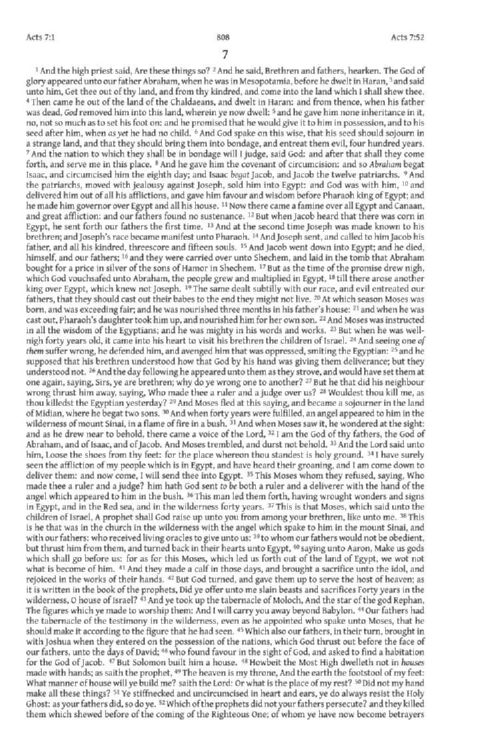 Acts 7:1 808 Acts 7:52
7
1 And the high priest said, Are these things so? 2 And he said, Brethren and fathers, hearken. The God of
glory appeared unto our father Abraham, when he was in Mesopotamia, before he dwelt in Haran, 3 and said
unto him, Get thee out of thy land, and from thy kindred, and come into the land which I shall shew thee.
4 Then came he out of the land of the Chaldaeans, and dwelt in Haran: and from thence, when his father
was dead, God removed him into this land, wherein ye now dwell: 5 and he gave him none inheritance in it,
no, not so much as to set his foot on: and he promised that he would give it to him in possession, and to his
seed after him, when as yet he had no child. 6 And God spake on this wise, that his seed should sojourn in
a strange land, and that they should bring them into bondage, and entreat them evil, four hundred years.
7 And the nation to which they shall be in bondage will I judge, said God: and after that shall they come
forth, and serve me in this place. 8 And he gave him the covenant of circumcision: and so Abraham begat
Isaac, and circumcised him the eighth day; and Isaac begat Jacob, and Jacob the twelve patriarchs. 9 And
the patriarchs, moved with jealousy against Joseph, sold him into Egypt: and God was with him, 10 and
delivered him out of all his afflictions, and gave him favour and wisdom before Pharaoh king of Egypt; and
he made him governor over Egypt and all his house. 11 Now there came a famine over all Egypt and Canaan,
and great affliction: and our fathers found no sustenance. 12 But when Jacob heard that there was corn in
Egypt, he sent forth our fathers the first time. 13 And at the second time Joseph was made known to his
brethren; and Joseph's race became manifest unto Pharaoh. 14 And Joseph sent, and called to him Jacob his
father, and all his kindred, threescore and fifteen souls. 15 And Jacob went down into Egypt; and he died,
himself, and our fathers; 16 and they were carried over unto Shechem, and laid in the tomb that Abraham
bought for a price in silver of the sons of Hamor in Shechem. 17 But as the time of the promise drew nigh,
which God vouchsafed unto Abraham, the people grew and multiplied in Egypt, 18 till there arose another
king over Egypt, which knew not Joseph. 19 The same dealt subtilly with our race, and evil entreated our
fathers, that they should cast out their babes to the end they might not live. 20 At which season Moses was
born, and was exceeding fair; and he was nourished three months in his father's house: 21 and when he was
cast out, Pharaoh's daughter took him up, and nourished him for her own son. 22 And Moses was instructed
in all the wisdom of the Egyptians; and he was mighty in his words and works. 23 But when he was well-
nigh forty years old, it came into his heart to visit his brethren the children of Israel. 24 And seeing one of
them suffer wrong, he defended him, and avenged him that was oppressed, smiting the Egyptian: 25 and he
supposed that his brethren understood how that God by his hand was giving them deliverance; but they
understood not. 26 And the day following he appeared unto them as they strove, and would have set them at
one again, saying, Sirs, ye are brethren; why do ye wrong one to another? 27 But he that did his neighbour
wrong thrust him away, saying, Who made thee a ruler and a judge over us? 28 Wouldest thou kill me, as
thou killedst the Egyptian yesterday? 29 And Moses fled at this saying, and became a sojourner in the land
of Midian, where he begat two sons. 30 And when forty years were fulfilled, an angel appeared to him in the
wilderness of mount Sinai, in a flame of fire in a bush. 31 And when Moses saw it, he wondered at the sight:
and as he drew near to behold, there came a voice of the Lord, 32 I am the God of thy fathers, the God of
Abraham, and of Isaac, and of Jacob. And Moses trembled, and durst not behold. 33 And the Lord said unto
him, Loose the shoes from thy feet: for the place whereon thou standest is holy ground. 34 I have surely
seen the affliction of my people which is in Egypt, and have heard their groaning, and I am come down to
deliver them: and now come, I will send thee into Egypt. 35 This Moses whom they refused, saying, Who
made thee a ruler and a judge? him hath God sent to be both a ruler and a deliverer with the hand of the
angel which appeared to him in the bush. 36 This man led them forth, having wrought wonders and signs
in Egypt, and in the Red sea, and in the wilderness forty years. 37 This is that Moses, which said unto the
children of Israel, A prophet shall God raise up unto you from among your brethren, like unto me. 38 This
is he that was in the church in the wilderness with the angel which spake to him in the mount Sinai, and
with our fathers: who received living oracles to give unto us: 39 to whom our fathers would not be obedient,
but thrust him from them, and turned back in their hearts unto Egypt, 40 saying unto Aaron, Make us gods
which shall go before us: for as for this Moses, which led us forth out of the land of Egypt, we wot not
what is become of him. 41 And they made a calf in those days, and brought a sacrifice unto the idol, and
rejoiced in the works of their hands. 42 But God turned, and gave them up to serve the host of heaven; as
it is written in the book of the prophets, Did ye offer unto me slain beasts and sacrifices Forty years in the
wilderness, O house of Israel? 43 And ye took up the tabernacle of Moloch, And the star of the god Rephan,
The figures which ye made to worship them: And I will carry you away beyond Babylon. 44 Our fathers had
the tabernacle of the testimony in the wilderness, even as he appointed who spake unto Moses, that he
should make it according to the figure that he had seen. 45 Which also our fathers, in their turn, brought in
with Joshua when they entered on the possession of the nations, which God thrust out before the face of
our fathers, unto the days of David; 46 who found favour in the sight of God, and asked to find a habitation
for the God of Jacob. 47 But Solomon built him a house. 48 Howbeit the Most High dwelleth not in houses
made with hands; as saith the prophet, 49 The heaven is my throne, And the earth the footstool of my feet:
What manner of house will ye build me? saith the Lord: Or what is the place of my rest? 50 Did not my hand
make all these things? 51 Ye stiffnecked and uncircumcised in heart and ears, ye do always resist the Holy
Ghost: as your fathers did, so do ye. 52 Which of the prophets did not your fathers persecute? and they killed
them which shewed before of the coming of the Righteous One; of whom ye have now become betrayers